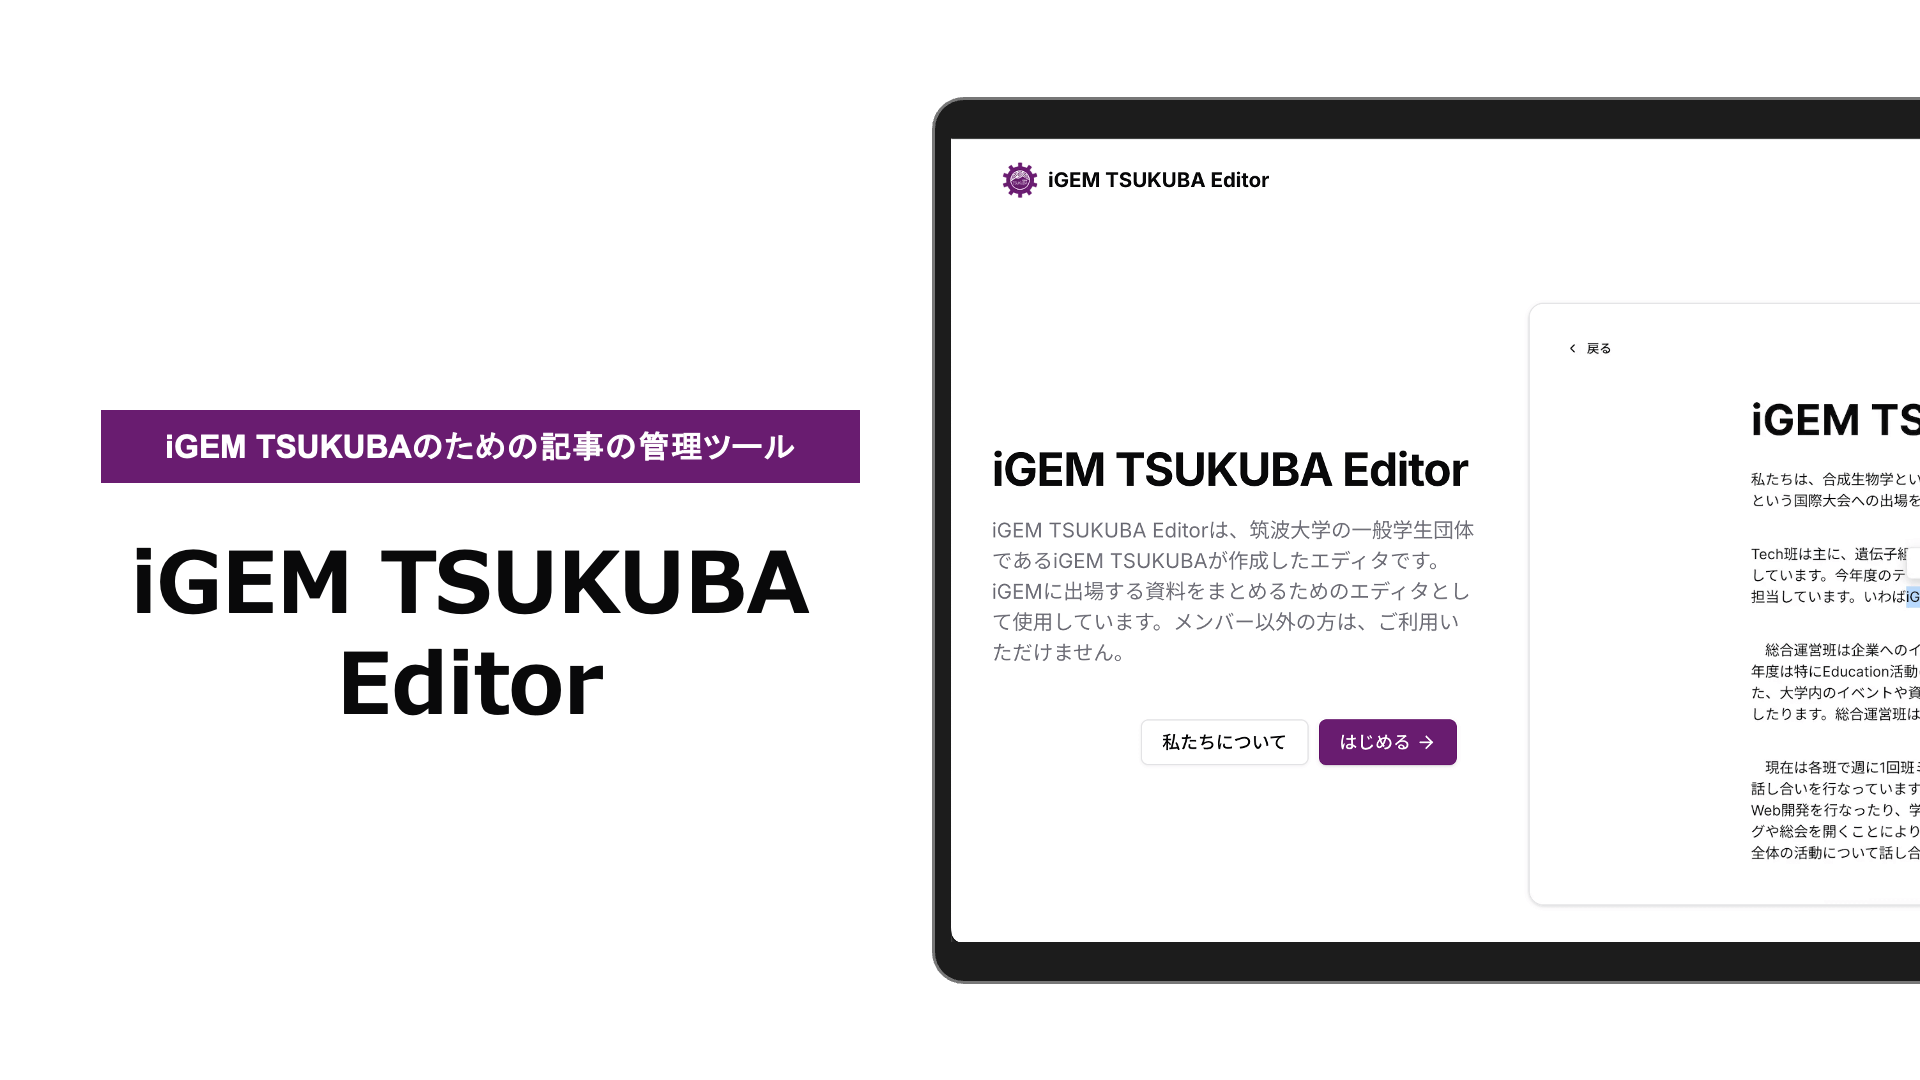 iGEM TSUKUBAのための記事の管理ツール
iGEM TSUKUBA
Editor
iGEM TSUKUBA Editor
iGEM TSUKUBA Editor
iGEM TSUKUBA Editorは、筑波大学の一般学生団体
であるiGEM TSUKUBAが作成したエディタです。
iGEMに出場する資料をまとめるためのエディタとし
て使用しています。メンバー以外の方は、ご利用い
ただけません。
私たちについて
はじめる →
戻る
iGEM TS
私たちは、合成生物学とい
という国際大会への出場を
Tech班は主に、遺伝子組
しています。今年度のテ
担当しています。いわばiG
総合運営班は企業へのイ
年度は特にEducation活動
た、大学内のイベントや資
したります。総合運営班は
現在は各班で週に1回班ミ
話し合いを行なっています
Web開発を行なったり、学
グや総会を開くことにより
全体の活動について話し合